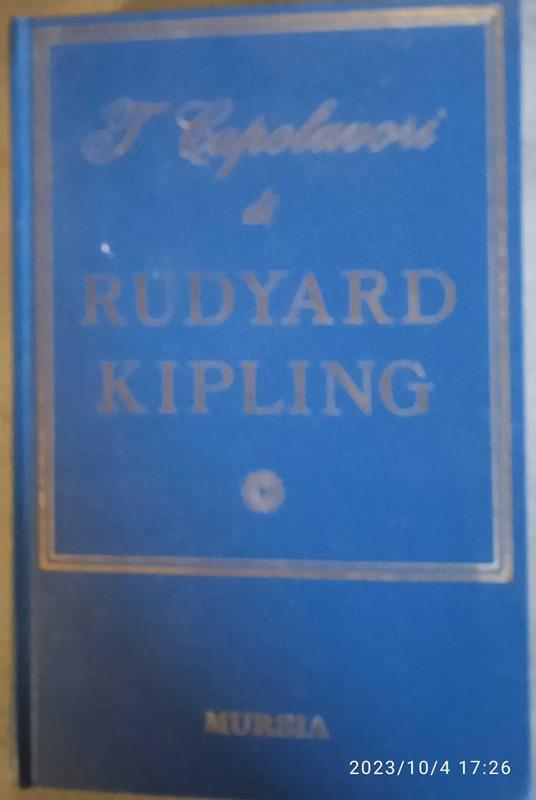 I Capolavori
di
RUDYARD
KIPLING
MURSIA
2023/10/4 17:26